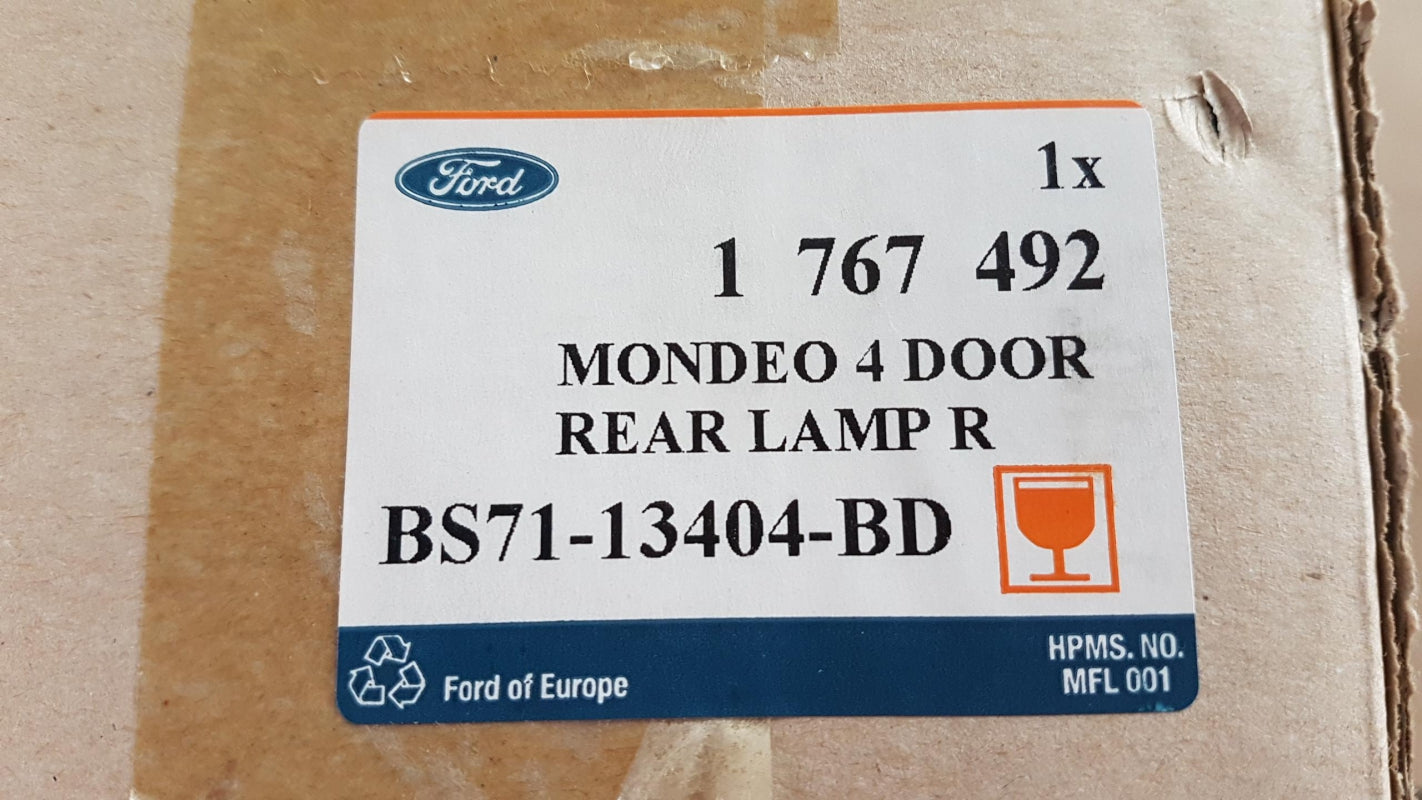 Ford
1x
1 767 492
MONDEO 4 DOOR
REAR LAMP R
BS71-13404-BD
Ford of Europe
HPMS. NO.
MFL 001